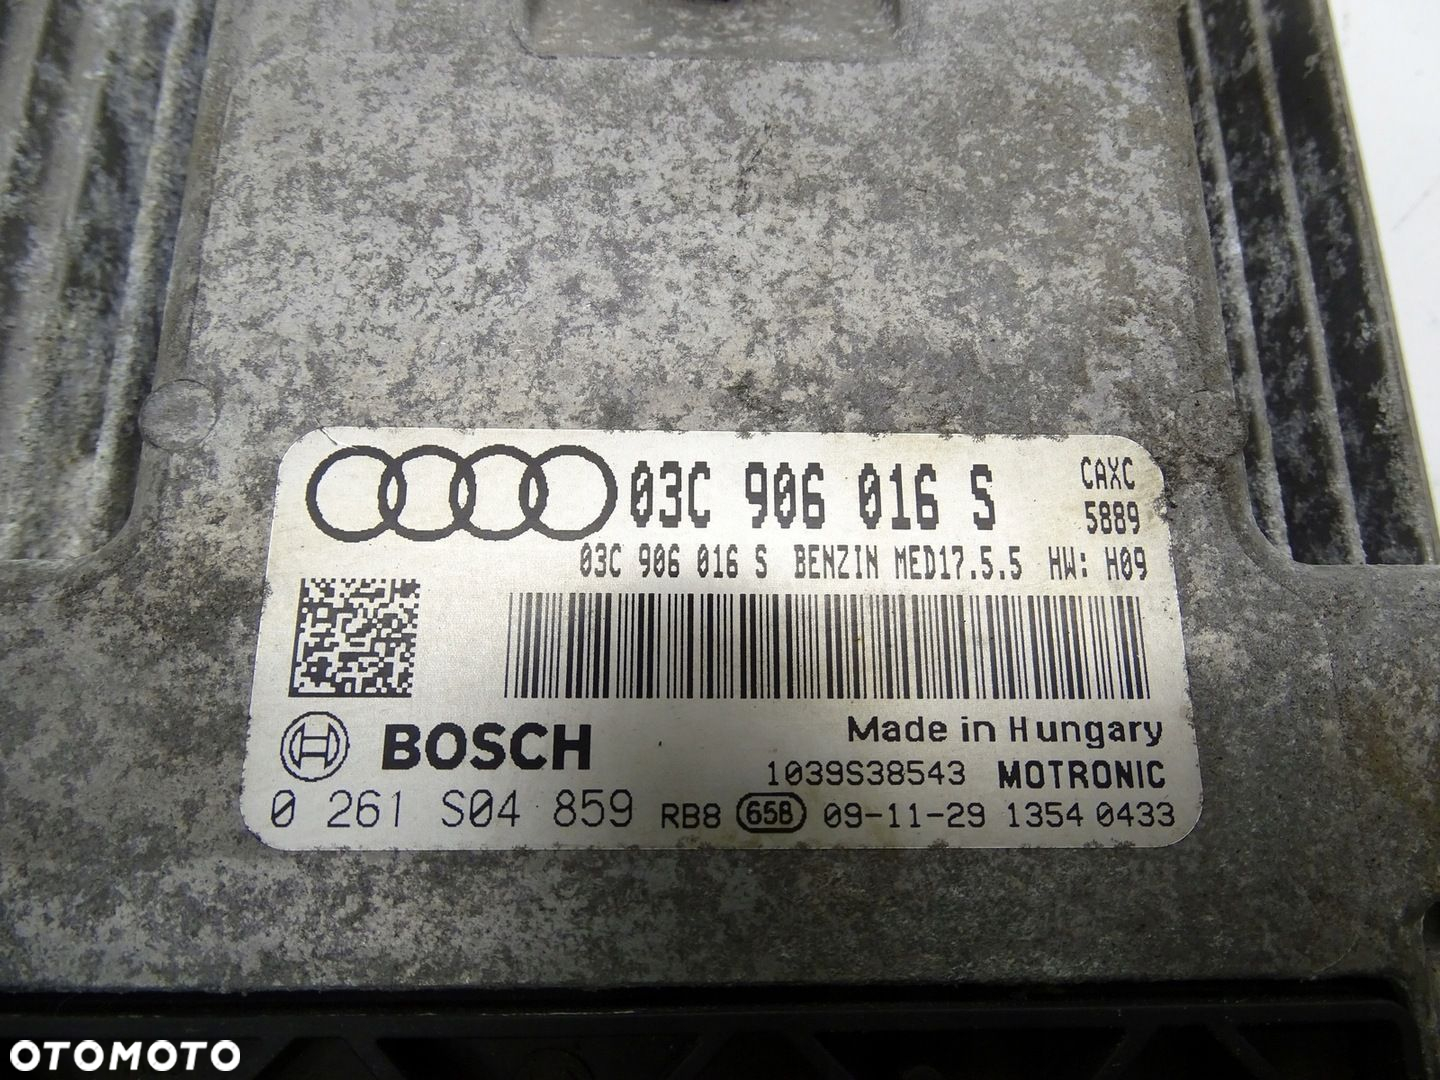 03C 906 016 S CAXC
5889
03C 906 016 S BENZIN MED17.5.5 HW: H09
BOSCH Made in Hungary
1039S38543 MOTRONIC
0 261 S04 859 RB8 65B 09-11-29 1354 0433
OTOMOTO